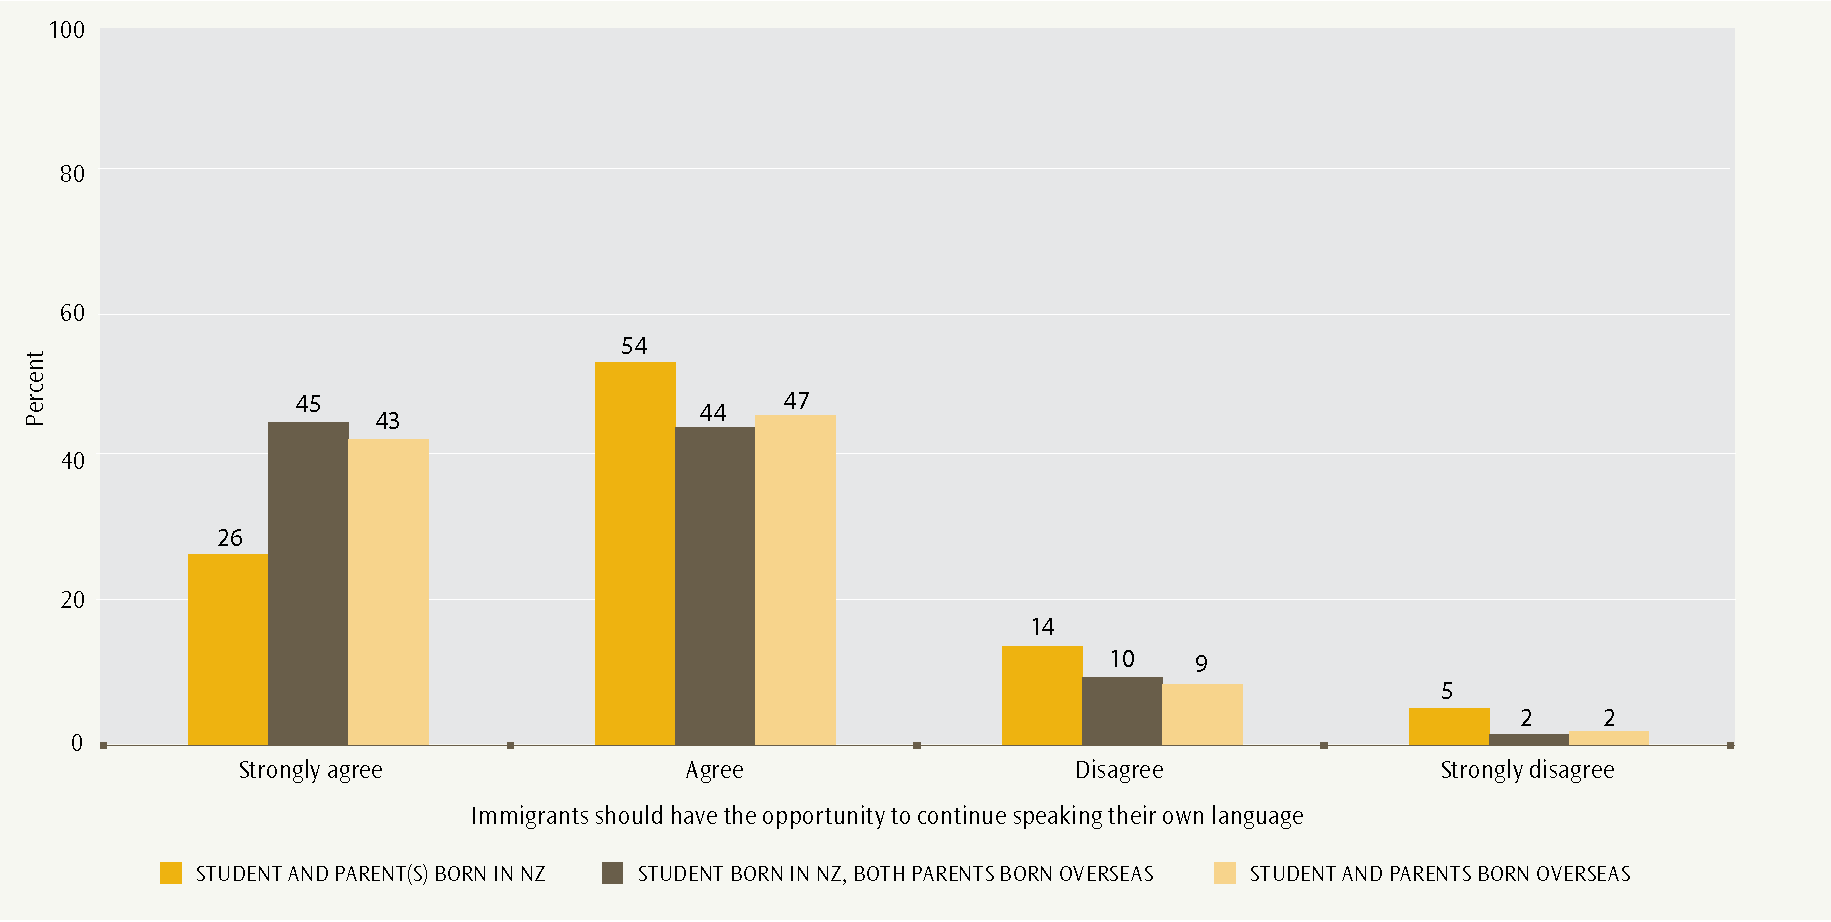 100
80
60
40
20
0
Percent
26
45
43
54
44
47
14
10
9
5
2
2
Strongly agree
Agree
Disagree
Strongly disagree
Immigrants should have the opportunity to continue speaking their own language
STUDENT AND PARENT(S) BORN IN NZ
STUDENT BORN IN NZ, BOTH PARENTS BORN OVERSEAS
STUDENT AND PARENTS BORN OVERSEAS